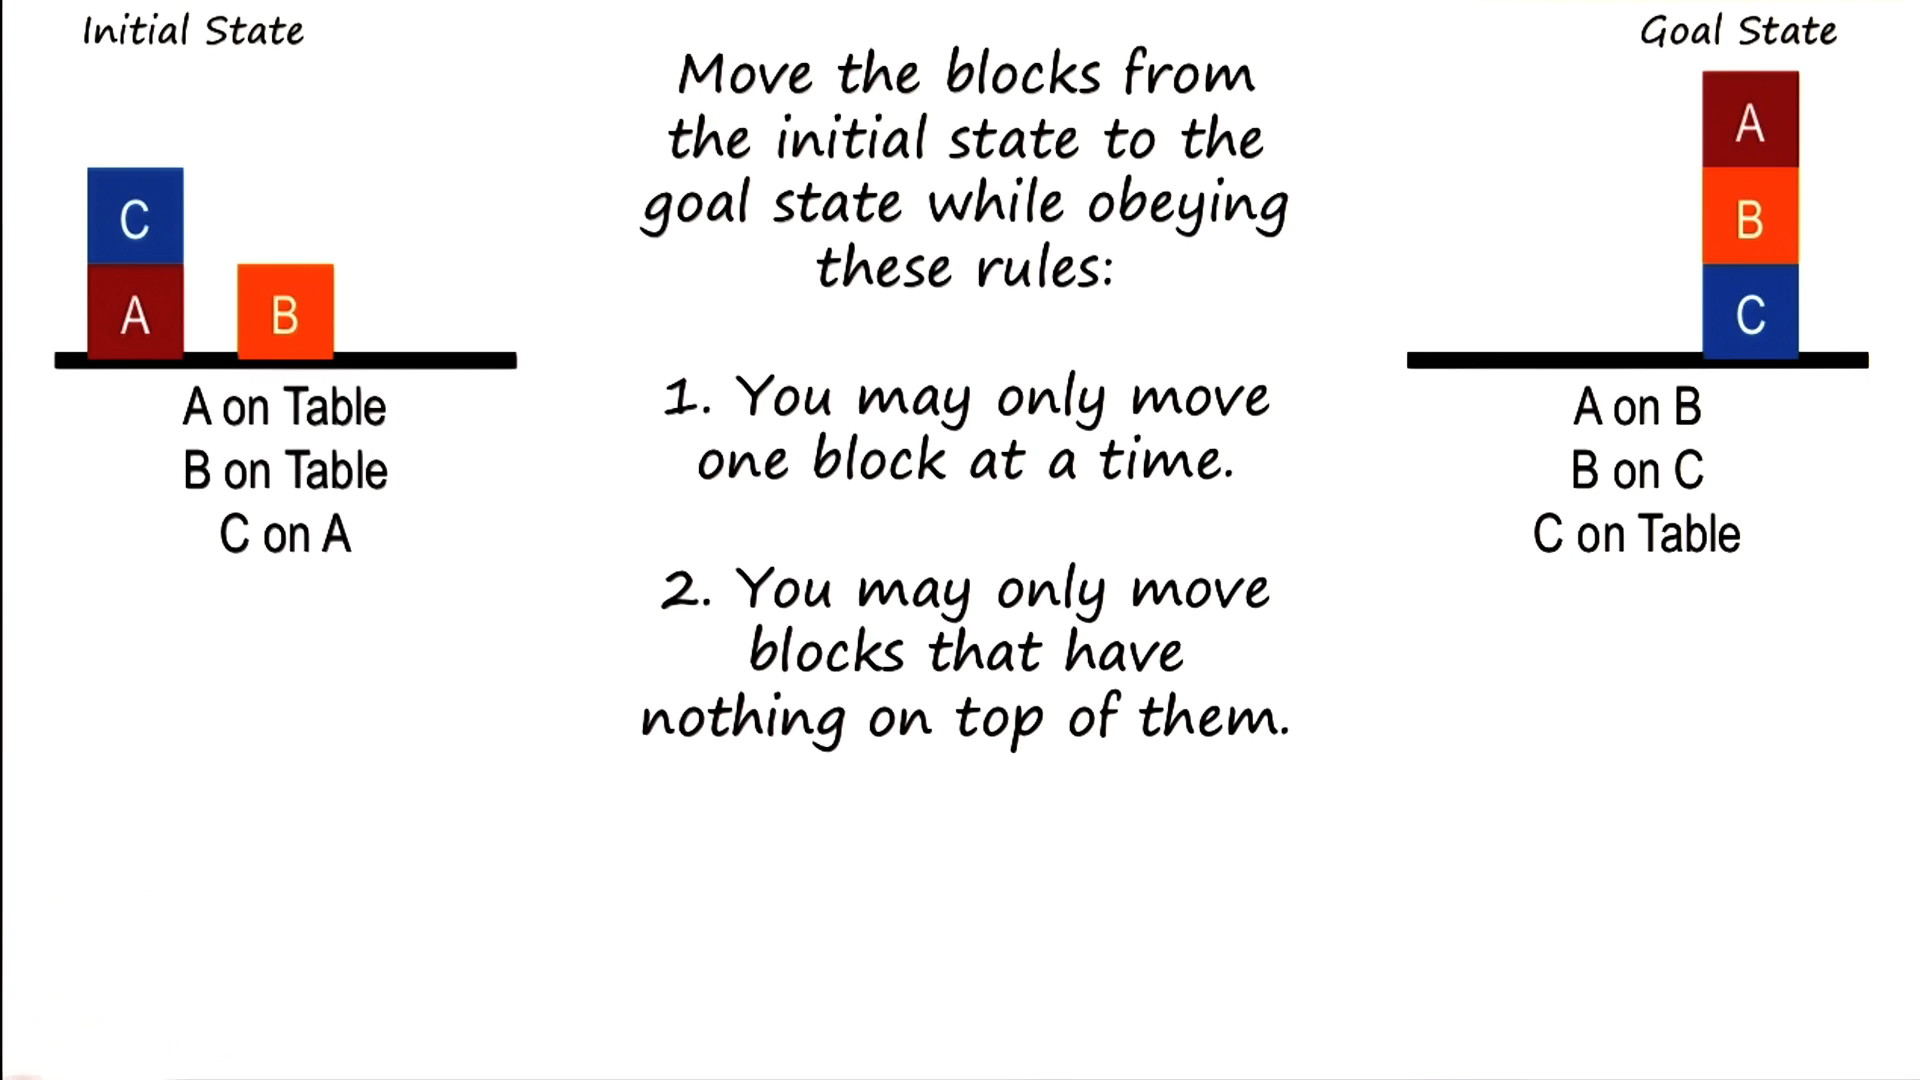 Initial State
C
A
B
A on Table
B on Table
C on A
Move the blocks from
the initial state to the
goal state while obeying
these rules:
1. You may only move
one block at a time.
2. You may only move
blocks that have
nothing on top of them.
Goal State
A
B
C
A on B
B on C
C on Table